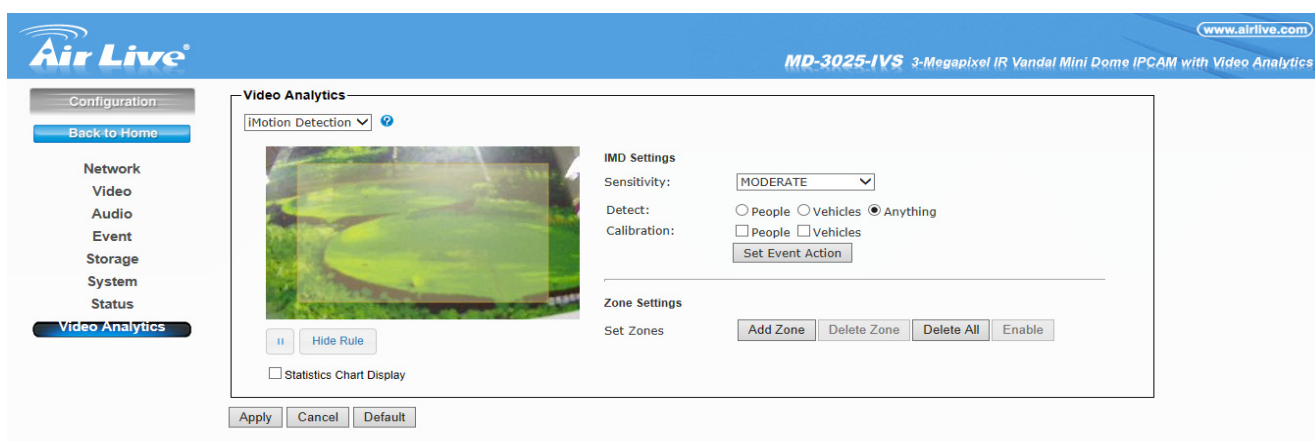 www.airlive.com
Air Live®
MD-3025-IVS 3-Megapixel IR Vandal Mini Dome IPCAM with Video Analytics
Configuration
Back to Home
Network
Video
Audio
Event
Storage
System
Status
Video Analytics
Video Analytics
iMotion Detection
IMD Settings
Sensitivity: MODERATE
Detect: People Vehicles Anything
Calibration: People Vehicles
Set Event Action
Zone Settings
Set Zones Add Zone Delete Zone Delete All Enable
Hide Rule
Statistics Chart Display
Apply Cancel Default